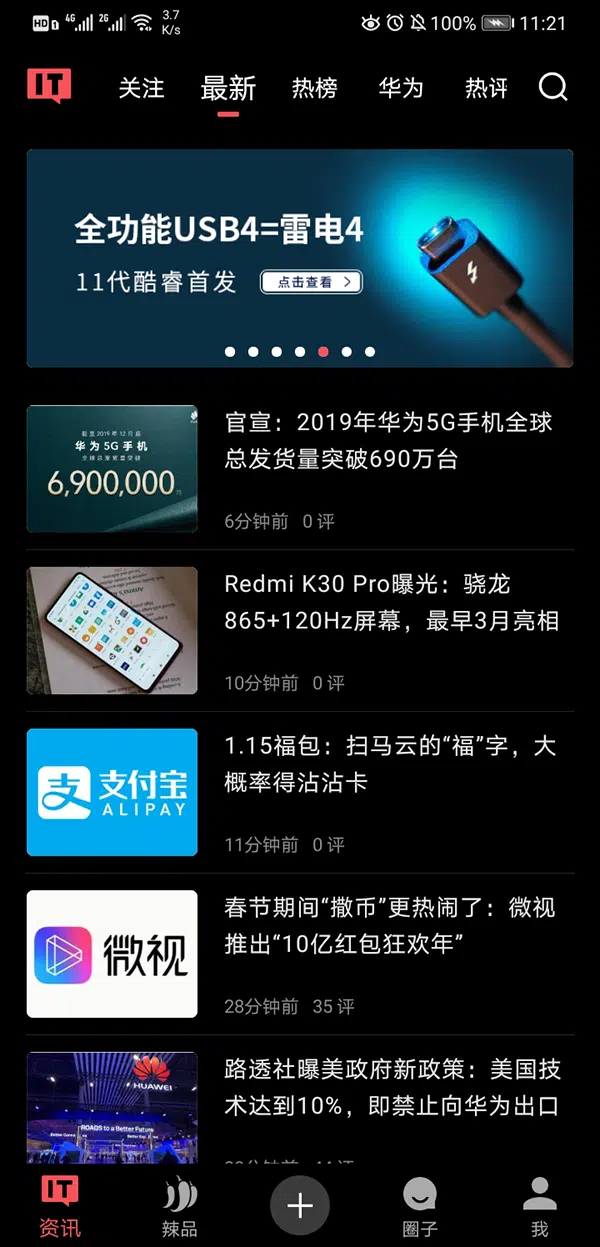 HD 4G 2G 3.7 K/s 100% 11:21
IT 关注 最新 热榜 华为 热评
全功能USB4=雷电4
11代酷睿首发 点击查看 >
官宣：2019年华为5G手机全球
总发货量突破690万台
6分钟前 0 评
截至2019年12月底
华为5G手机
全球总发货量突破
6,900,000
Redmi K30 Pro曝光：骁龙
865+120Hz屏幕，最早3月亮相
10分钟前 0 评
支付宝
ALIPAY
1.15福包：扫马云的“福”字，大
概率得沾沾卡
11分钟前 0 评
微视
春节期间“撒币”更热闹了：微视
推出“10亿红包狂欢年”
28分钟前 35 评
HUAWEI
ROADS to a Better Future
路透社曝美政府新政策：美国技
术达到10%，即禁止向华为出口
IT
资讯 辣品 圈子 我